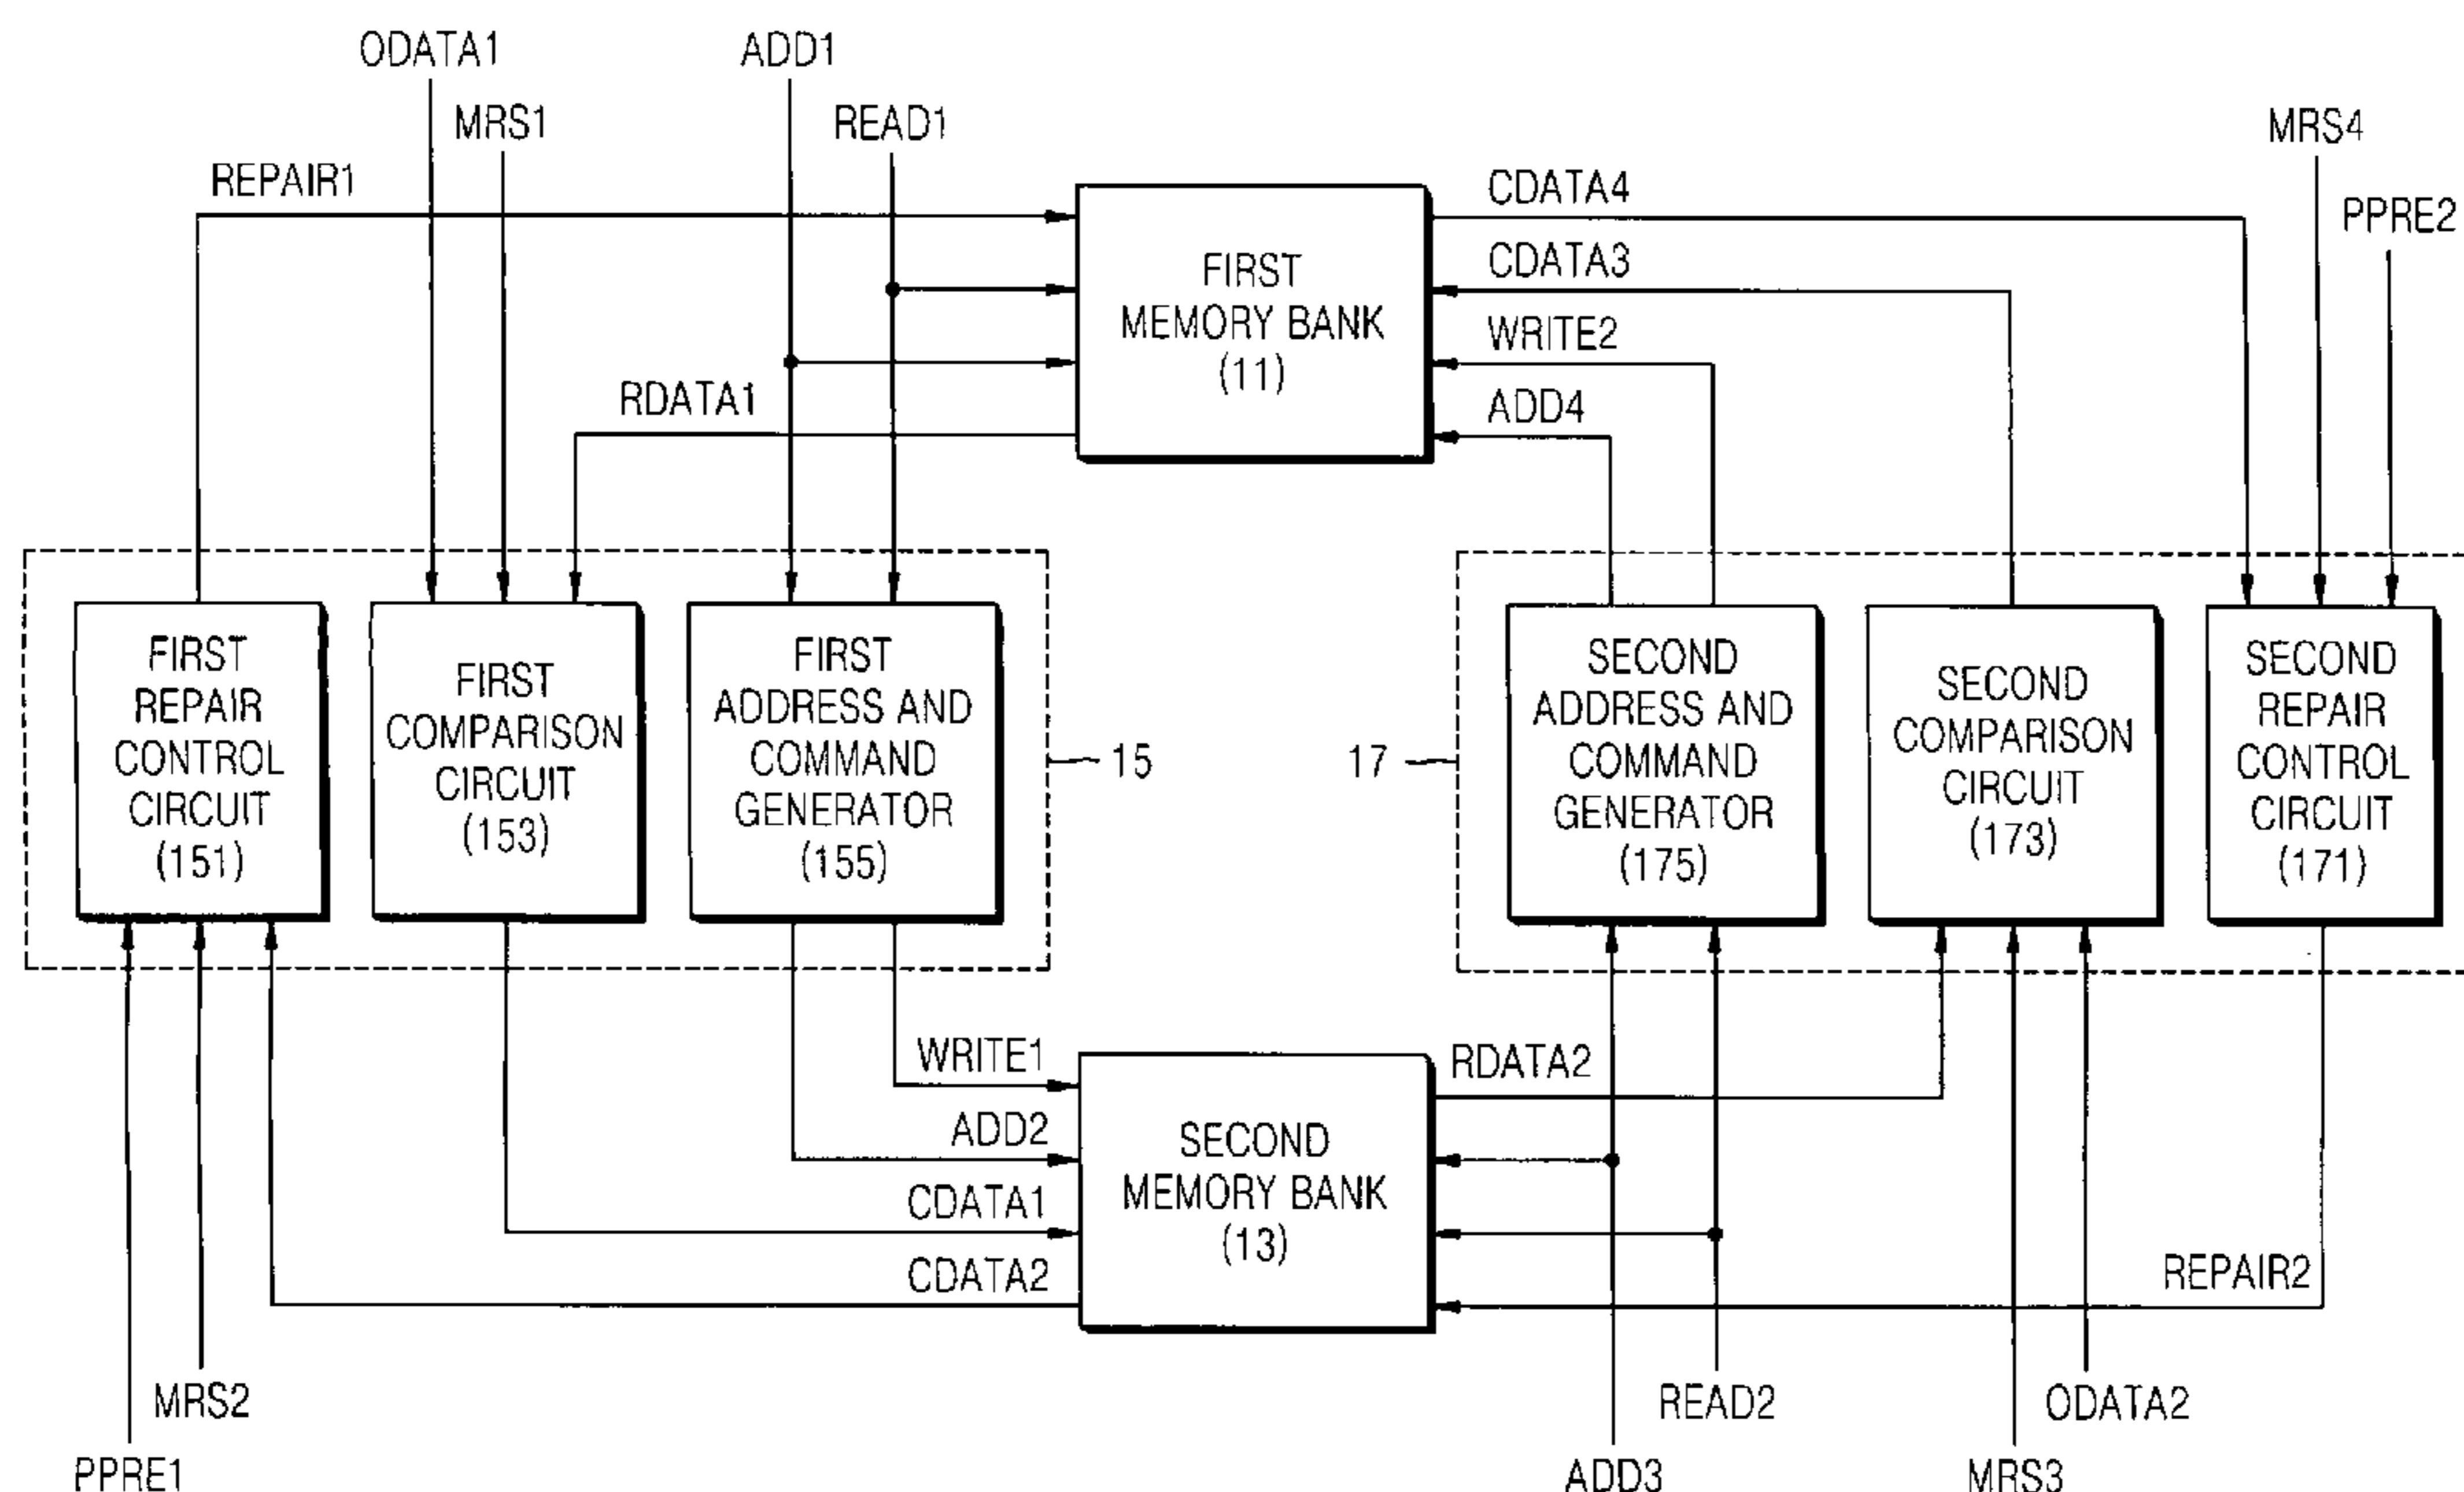 ODATA1
ADD1
MRS1
READ1
MRS4
REPAIR1
CDATA4
PPRE2
CDATA3
FIRST
MEMORY BANK
(11)
WRITE2
RDATA1
ADD4
FIRST
REPAIR
CONTROL
CIRCUIT
(151)
FIRST
COMPARISON
CIRCUIT
(153)
FIRST
ADDRESS AND
COMMAND
GENERATOR
(155)
15
17
SECOND
ADDRESS AND
COMMAND
GENERATOR
(175)
SECOND
COMPARISON
CIRCUIT
(173)
SECOND
REPAIR
CONTROL
CIRCUIT
(171)
WRITE1
RDATA2
ADD2
SECOND
MEMORY BANK
(13)
CDATA1
CDATA2
REPAIR2
MRS2
READ2
ODATA2
PPRE1
ADD3
MRS3